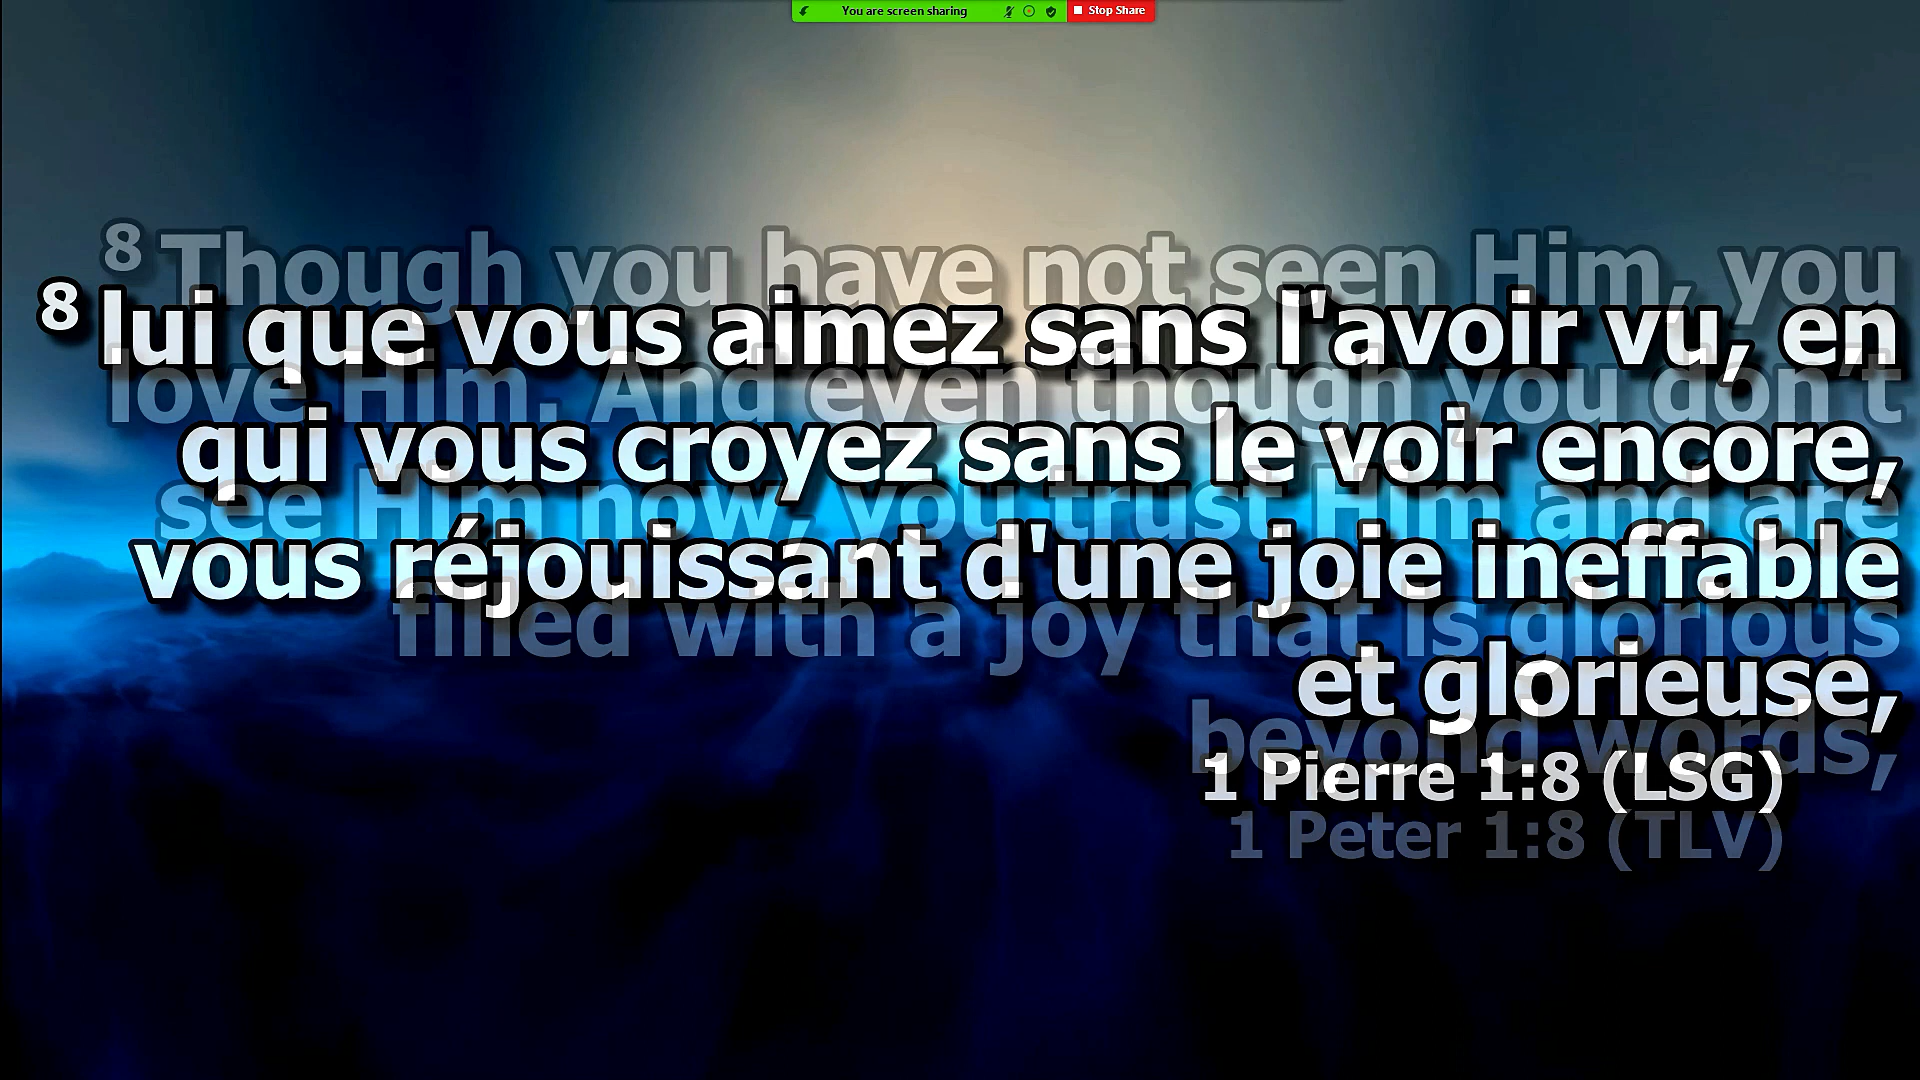 You are screen sharing
Stop Share
8 Though you have not seen Him, you
8 lui que vous aimez sans l'avoir vu, en
love Him. And even though you don't
qui vous croyez sans le voir encore,
see Him now, you trust Him and are
vous réjouissant d'une joie ineffable
filled with a joy that is glorious
et glorieuse,
beyond words,
1 Pierre 1:8 (LSG)
1 Peter 1:8 (TLV)